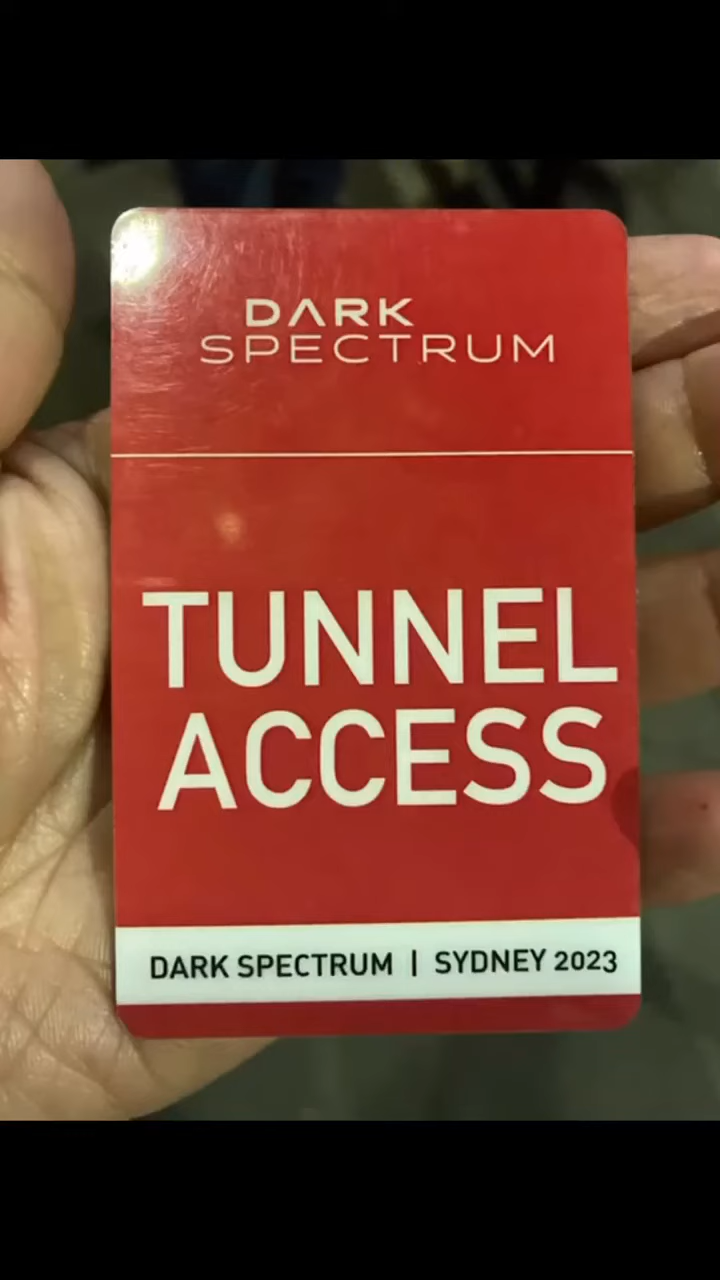 DARK
SPECTRUM
TUNNEL
ACCESS
DARK SPECTRUM | SYDNEY 2023